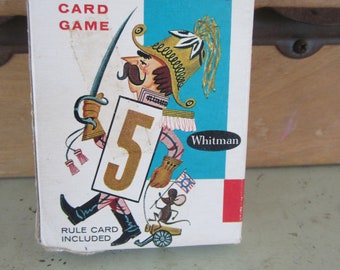 CARD
GAME
5
Whitman
RULE CARD
INCLUDED